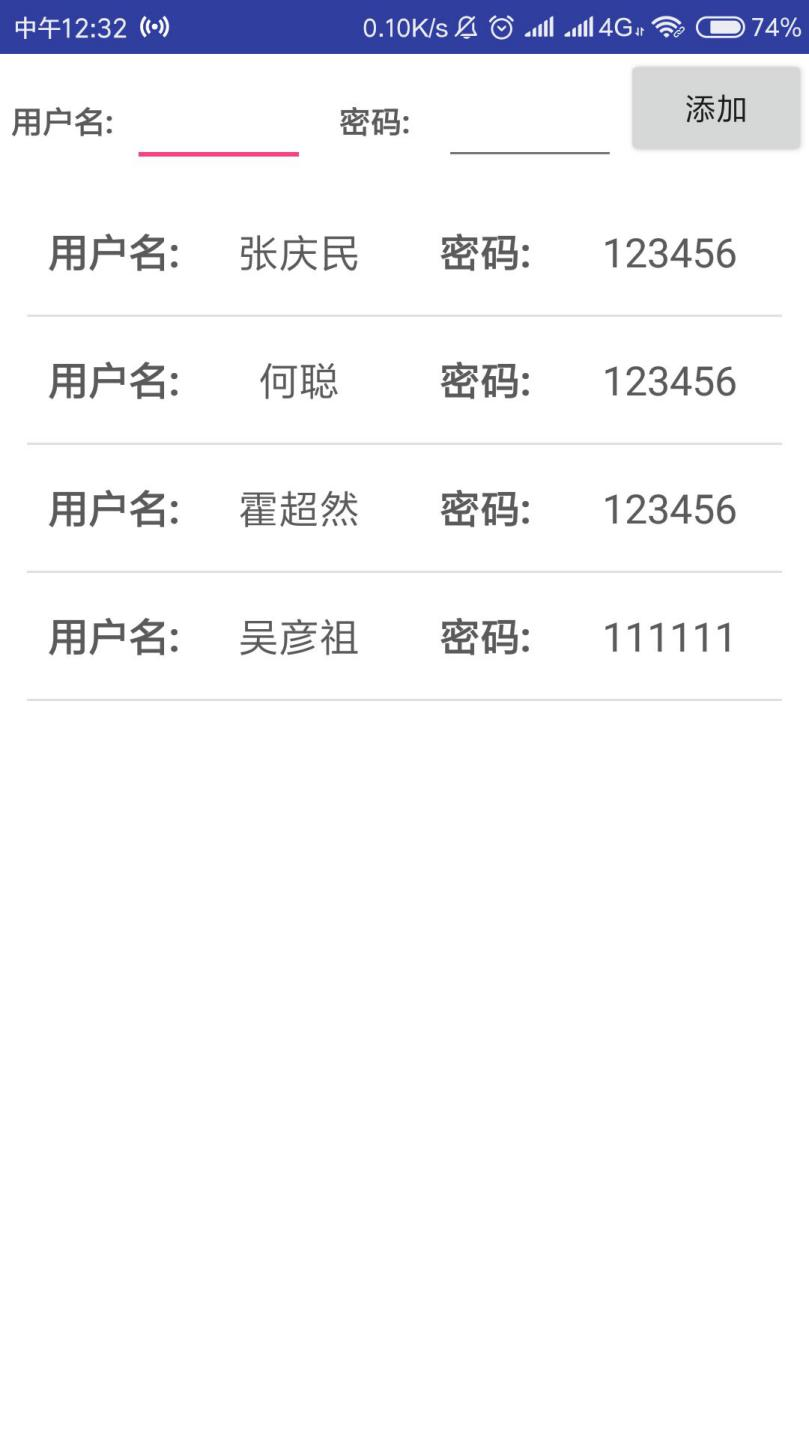 中午12:32 0.10K/s 4G 74%
用户名: 密码: 添加
用户名: 张庆民 密码: 123456
用户名: 何聪 密码: 123456
用户名: 霍超然 密码: 123456
用户名: 吴彦祖 密码: 111111